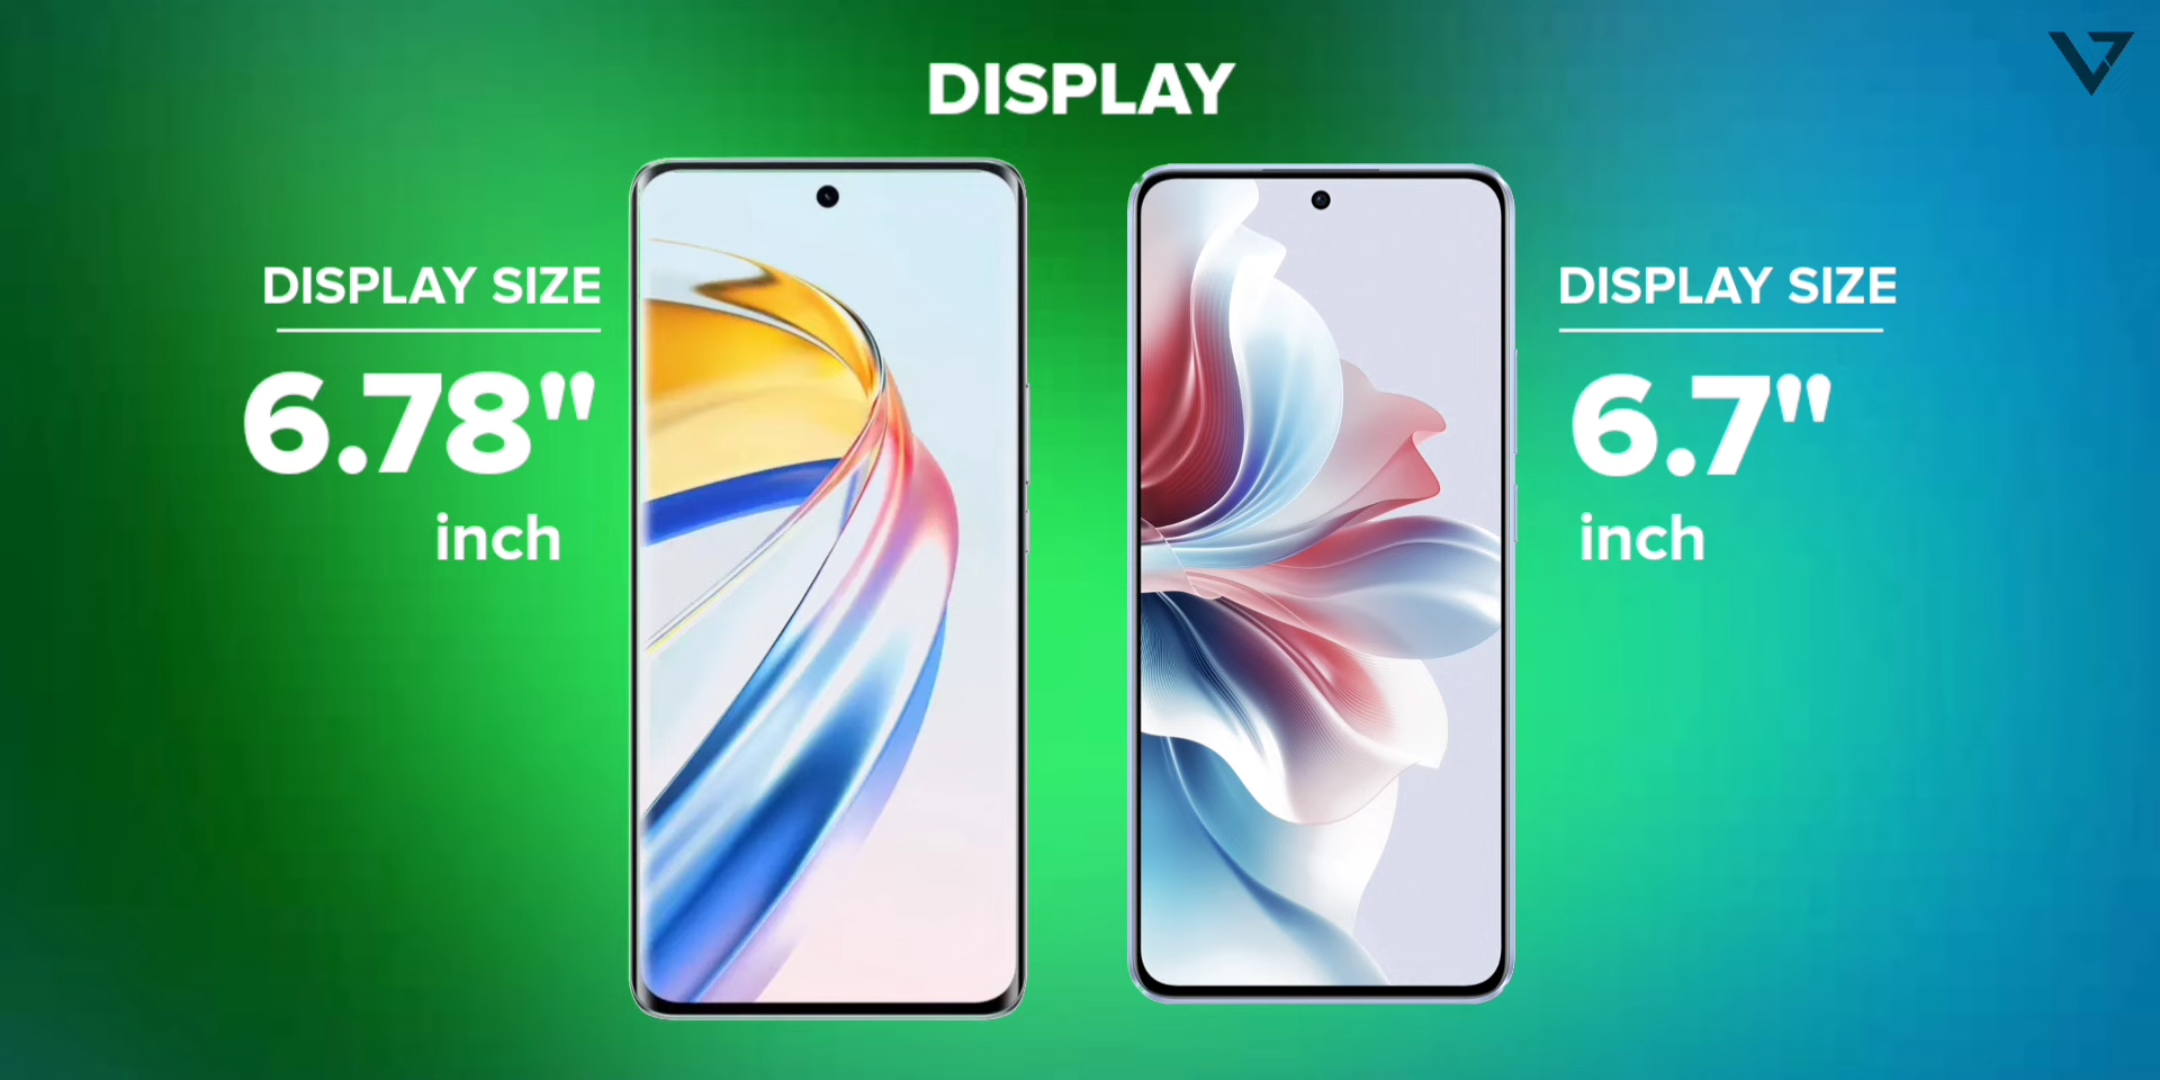 DISPLAY
DISPLAY SIZE
6.78"
inch
DISPLAY SIZE
6.7"
inch